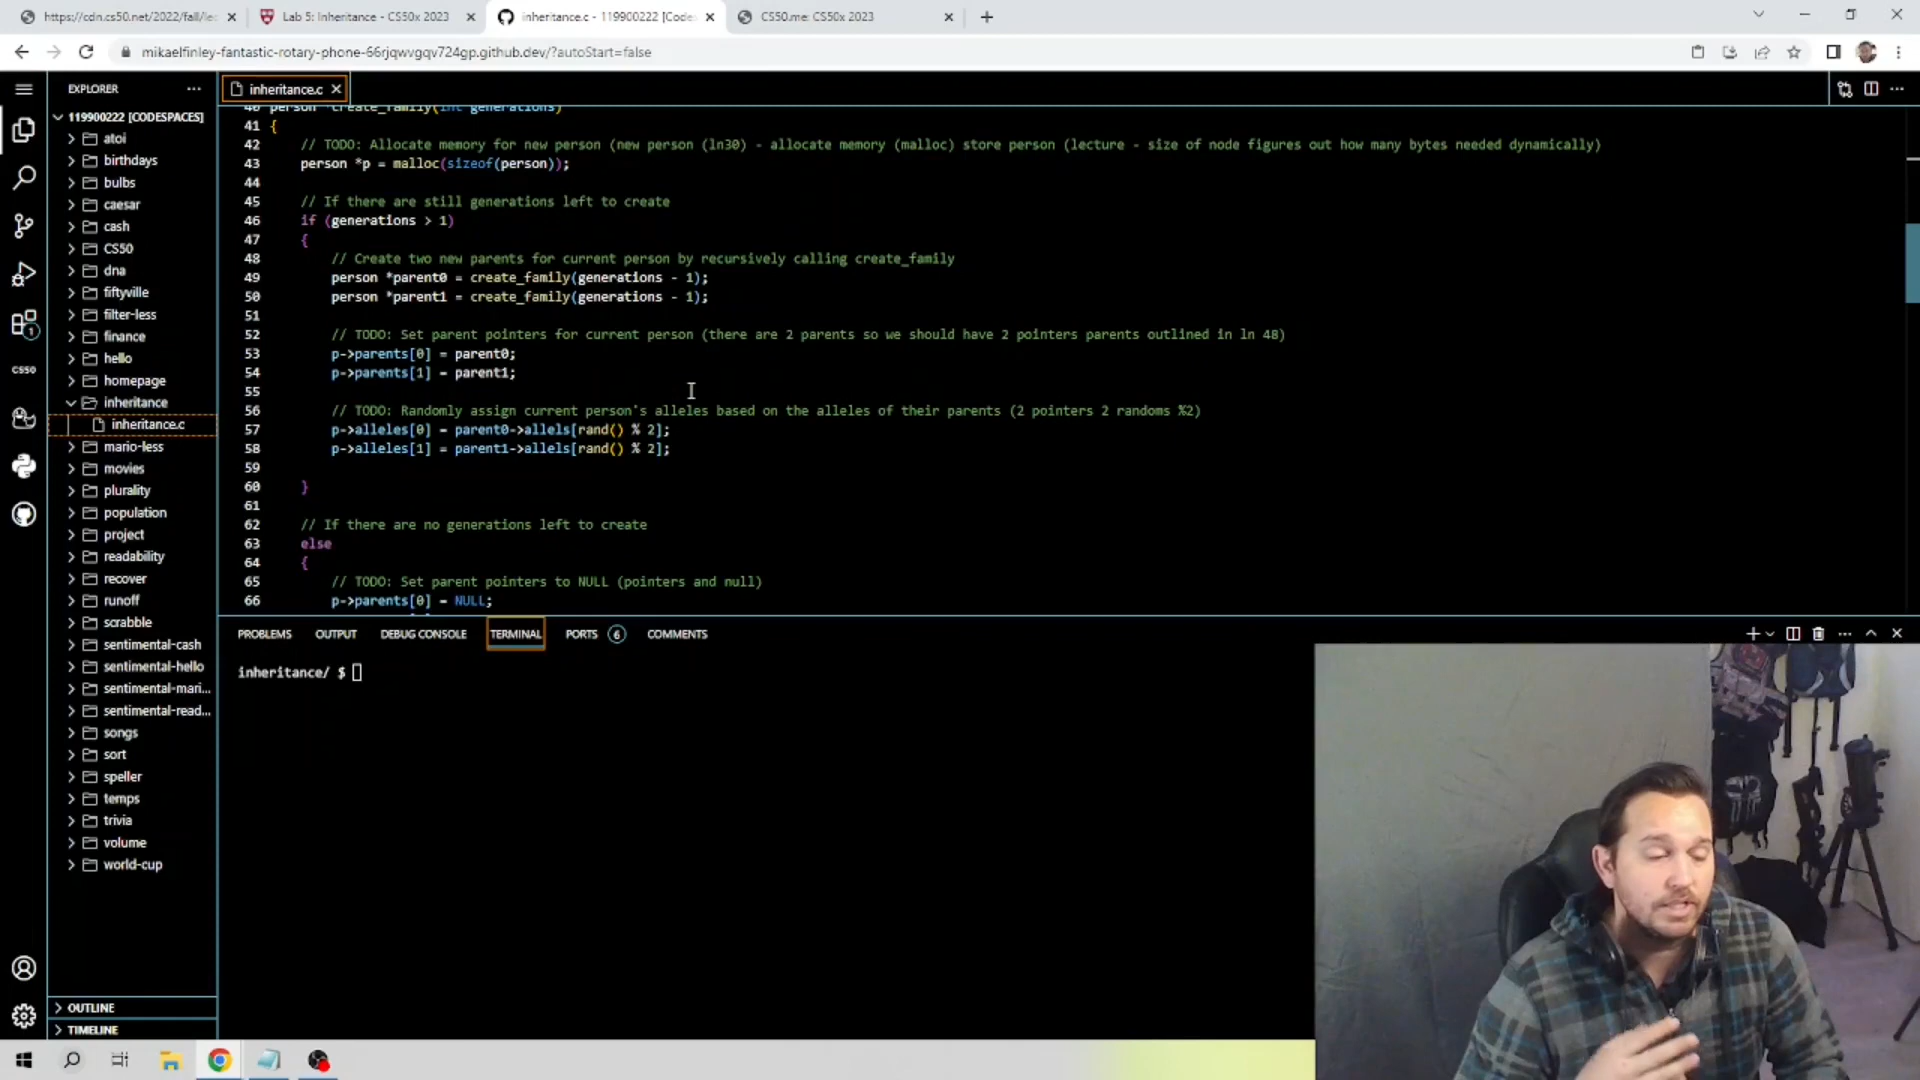 https://cdn.cs50.net/2022/fall/le
Lab 5: Inheritance - CS50x 2023
inheritance.c - 119900222 [Codes
CS50.me: CS50x 2023
mikaelfinley-fantastic-rotary-phone-66rjqwvgqv724gp.github.dev/?autoStart=false
EXPLORER
inheritance.c
119900222 [CODESPACES]
atoi
birthdays
bulbs
caesar
cash
CS50
dna
fiftyville
filter-less
finance
hello
homepage
inheritance
inheritance.c
mario-less
movies
plurality
population
project
readability
recover
runoff
scrabble
sentimental-cash
sentimental-hello
sentimental-mari...
sentimental-read...
songs
sort
speller
temps
trivia
volume
world-cup
OUTLINE
TIMELINE
CS50
1
40 person *create_family(int generations)
41 {
42 // TODO: Allocate memory for new person (new person (ln30) - allocate memory (malloc) store person (lecture - size of node figures out how many bytes needed dynamically)
43 person *p = malloc(sizeof(person));
44
45 // If there are still generations left to create
46 if (generations > 1)
47 {
48 // Create two new parents for current person by recursively calling create_family
49 person *parent0 = create_family(generations - 1);
50 person *parent1 = create_family(generations - 1);
51
52 // TODO: Set parent pointers for current person (there are 2 parents so we should have 2 pointers parents outlined in ln 48)
53 p->parents[0] = parent0;
54 p->parents[1] = parent1;
55
56 // TODO: Randomly assign current person's alleles based on the alleles of their parents (2 pointers 2 randoms %2)
57 p->alleles[0] = parent0->allels[rand() % 2];
58 p->alleles[1] = parent1->allels[rand() % 2];
59
60 }
61
62 // If there are no generations left to create
63 else
64 {
65 // TODO: Set parent pointers to NULL (pointers and null)
66 p->parents[0] = NULL;
PROBLEMS OUTPUT DEBUG CONSOLE TERMINAL PORTS 6 COMMENTS
inheritance/ $